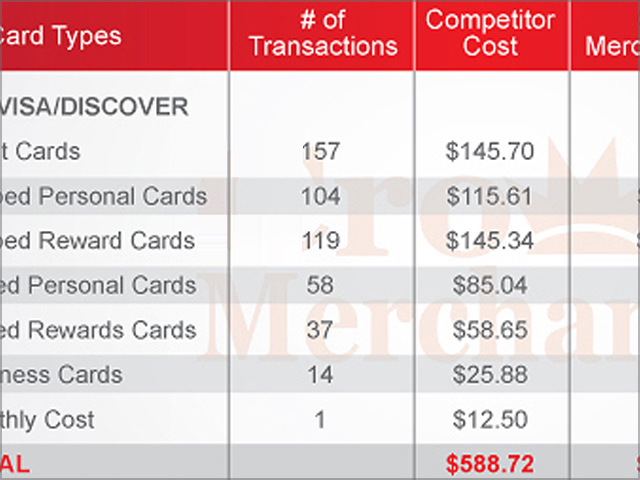 Card Types # of Transactions Competitor Cost Merc
VISA/DISCOVER
t Cards 157 $145.70
ped Personal Cards 104 $115.61
ped Reward Cards 119 $145.34
ed Personal Cards 58 $85.04
ed Rewards Cards 37 $58.65
ness Cards 14 $25.88
thly Cost 1 $12.50
AL $588.72
Pro
Merchan